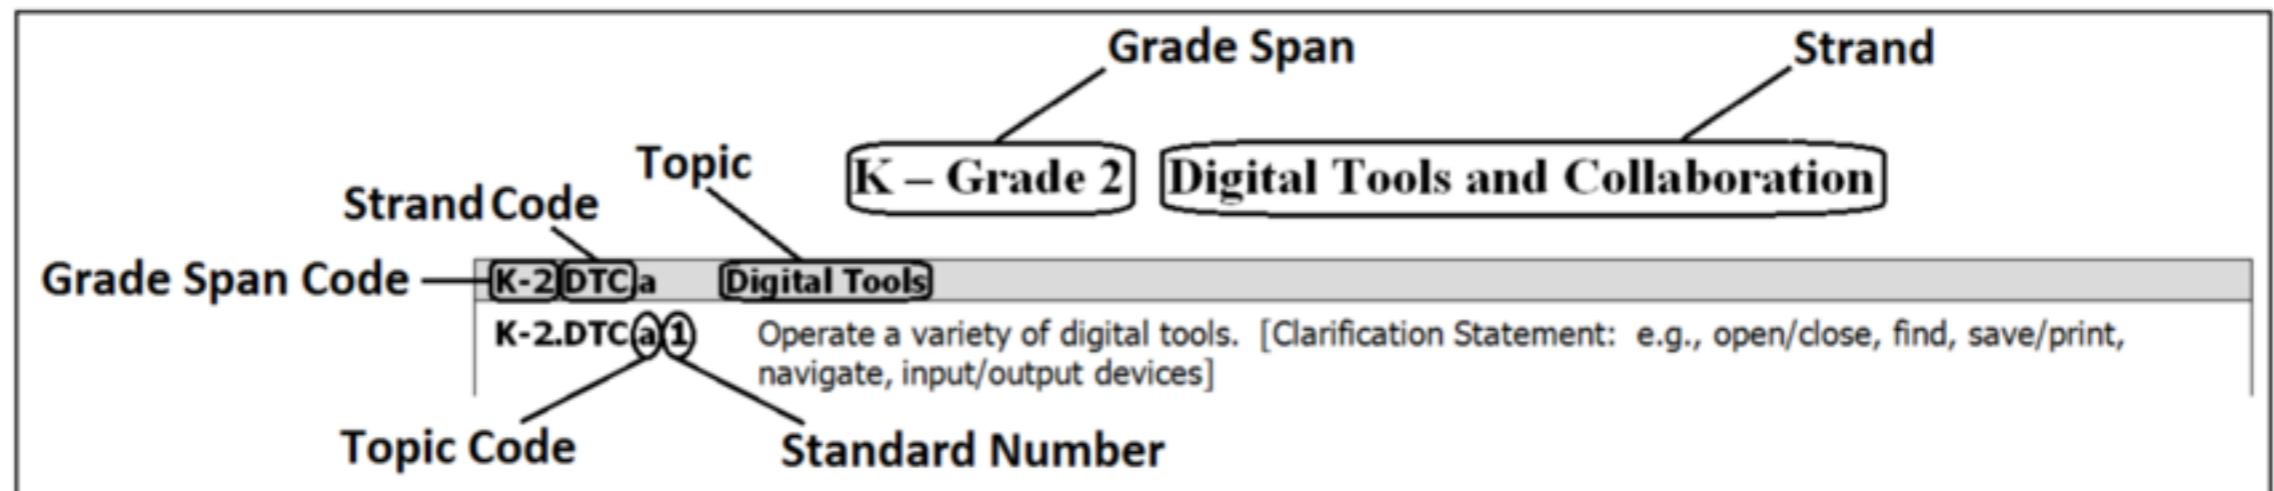 Grade Span
Strand
Topic
K – Grade 2 Digital Tools and Collaboration
Strand Code
Grade Span Code
K-2 DTC a Digital Tools
K-2.DTC a 1 Operate a variety of digital tools. [Clarification Statement: e.g., open/close, find, save/print,
navigate, input/output devices]
Topic Code
Standard Number